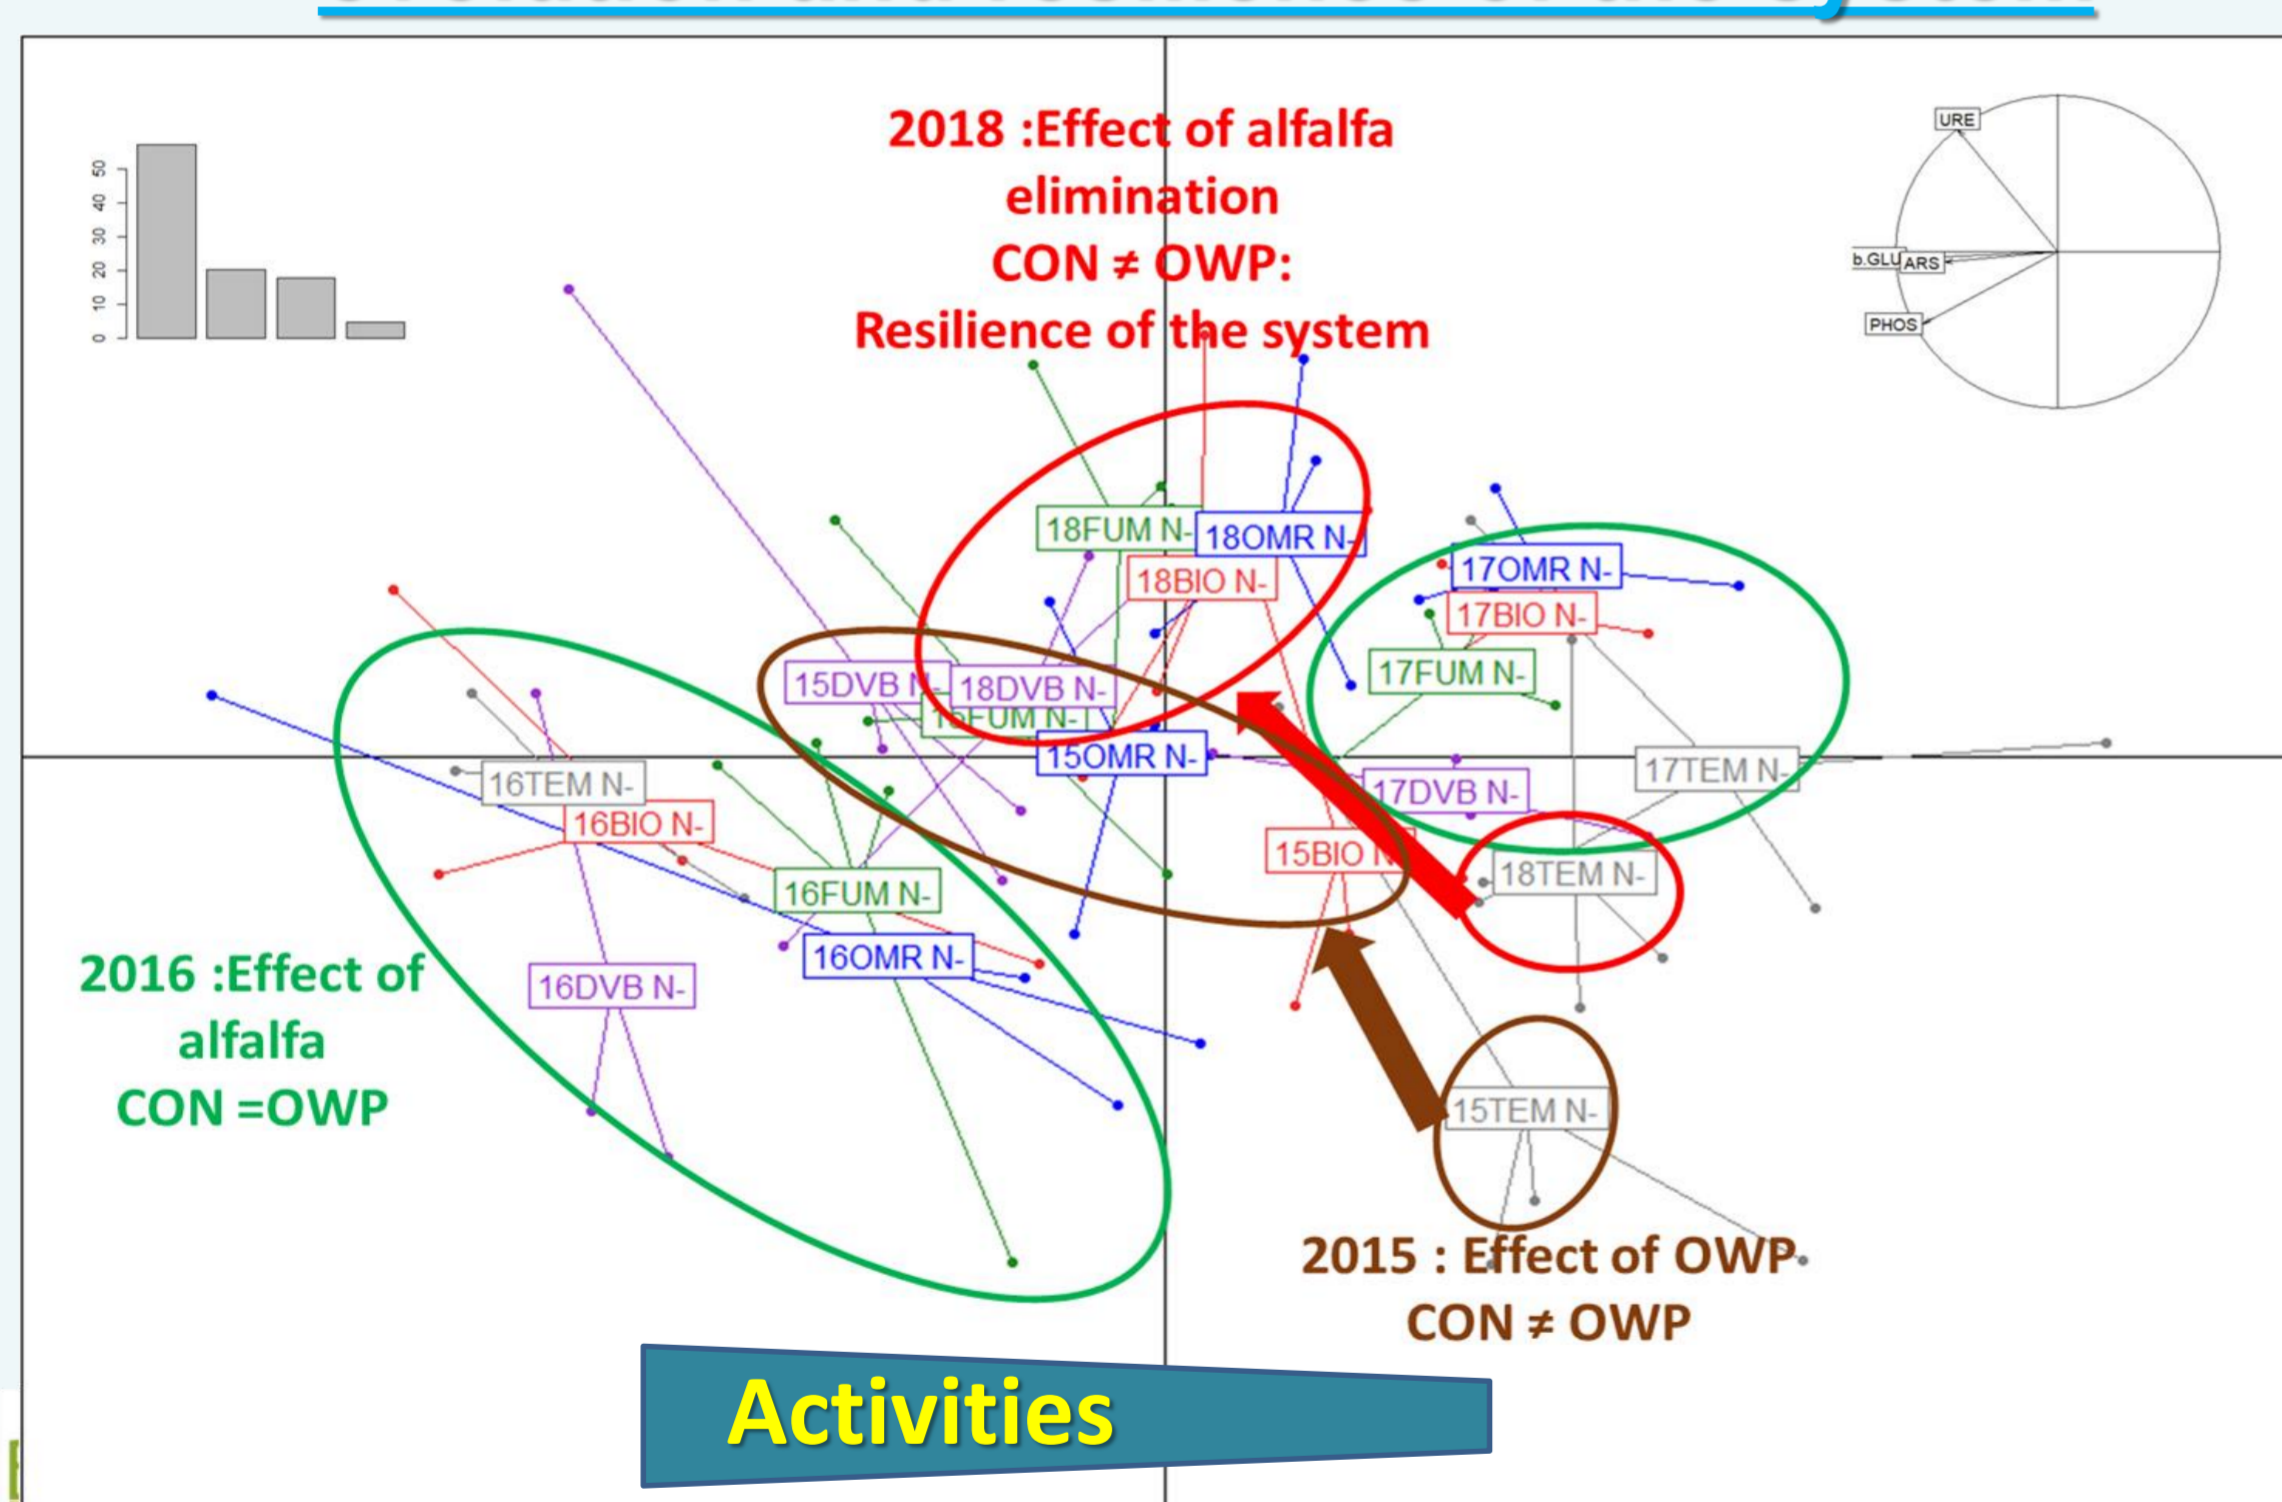 2018 :Effect of alfalfa
elimination
CON ≠ OWP:
Resilience of the system
50
40
30
20
10
0
URE
b.GLU
ARS
PHOS
18FUM N-
18OMR N-
18BIO N-
17OMR N-
17BIO N-
17FUM N-
15DVB N-
18DVB N-
15FUM N-
15OMR N-
17TEM N-
16TEM N-
17DVB N-
16BIO N-
15BIO N
18TEM N-
16FUM N-
16OMR N-
16DVB N-
2016 :Effect of
alfalfa
CON =OWP
15TEM N-
2015 : Effect of OWP
CON ≠ OWP
Activities